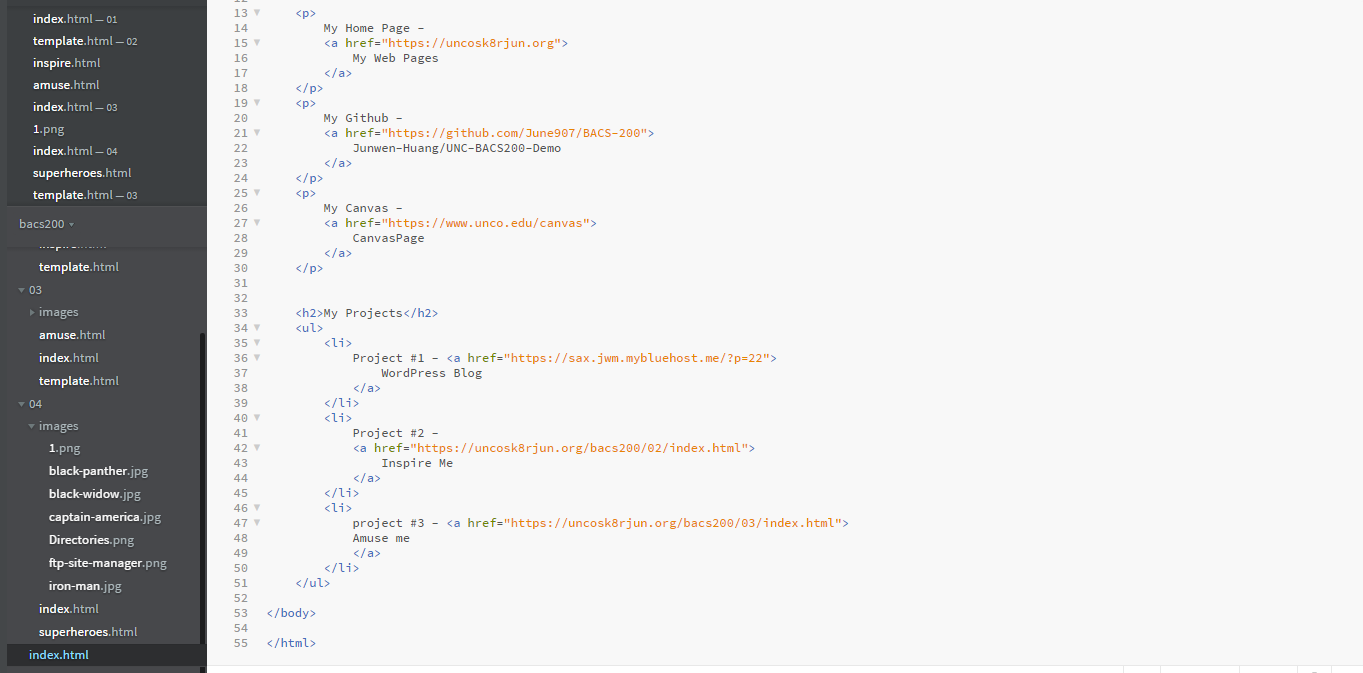 index.html — 01
template.html — 02
inspire.html
amuse.html
index.html — 03
1.png
index.html — 04
superheroes.html
template.html — 03
bacs200
inspire.html
template.html
03
images
amuse.html
index.html
template.html
04
images
1.png
black-panther.jpg
black-widow.jpg
captain-america.jpg
Directories.png
ftp-site-manager.png
iron-man.jpg
index.html
superheroes.html
index.html
12
13 <p>
14 My Home Page -
15 <a href="https://uncosk8rjun.org">
16 My Web Pages
17 </a>
18 </p>
19 <p>
20 My Github -
21 <a href="https://github.com/June907/BACS-200">
22 Junwen-Huang/UNC-BACS200-Demo
23 </a>
24 </p>
25 <p>
26 My Canvas -
27 <a href="https://www.unco.edu/canvas">
28 CanvasPage
29 </a>
30 </p>
31
32
33 <h2>My Projects</h2>
34 <ul>
35 <li>
36 Project #1 - <a href="https://sax.jwm.mybluehost.me/?p=22">
37 WordPress Blog
38 </a>
39 </li>
40 <li>
41 Project #2 -
42 <a href="https://uncosk8rjun.org/bacs200/02/index.html">
43 Inspire Me
44 </a>
45 </li>
46 <li>
47 project #3 - <a href="https://uncosk8rjun.org/bacs200/03/index.html">
48 Amuse me
49 </a>
50 </li>
51 </ul>
52
53 </body>
54
55 </html>